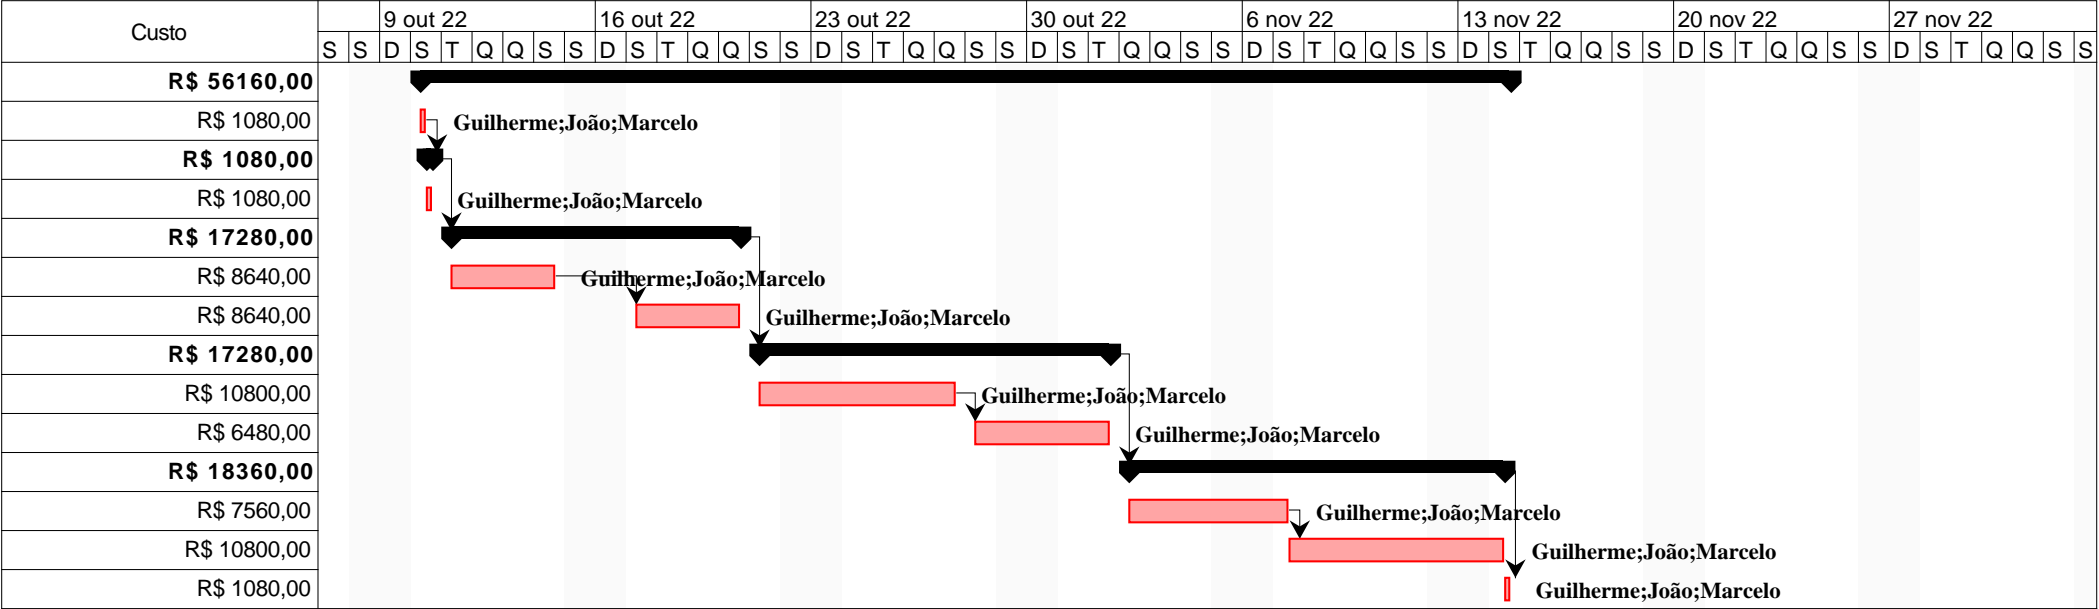 Custo
9 out 22 16 out 22 23 out 22 30 out 22 6 nov 22 13 nov 22 20 nov 22 27 nov 22
S S D S T Q Q S S D S T Q Q S S D S T Q Q S S D S T Q Q S S D S T Q Q S S D S T Q Q S S D S T Q Q S S D S T Q Q S S
R$ 56160,00
R$ 1080,00 Guilherme;João;Marcelo
R$ 1080,00
R$ 1080,00 Guilherme;João;Marcelo
R$ 17280,00
R$ 8640,00 Guilherme;João;Marcelo
R$ 8640,00 Guilherme;João;Marcelo
R$ 17280,00
R$ 10800,00 Guilherme;João;Marcelo
R$ 6480,00 Guilherme;João;Marcelo
R$ 18360,00
R$ 7560,00 Guilherme;João;Marcelo
R$ 10800,00 Guilherme;João;Marcelo
R$ 1080,00 Guilherme;João;Marcelo